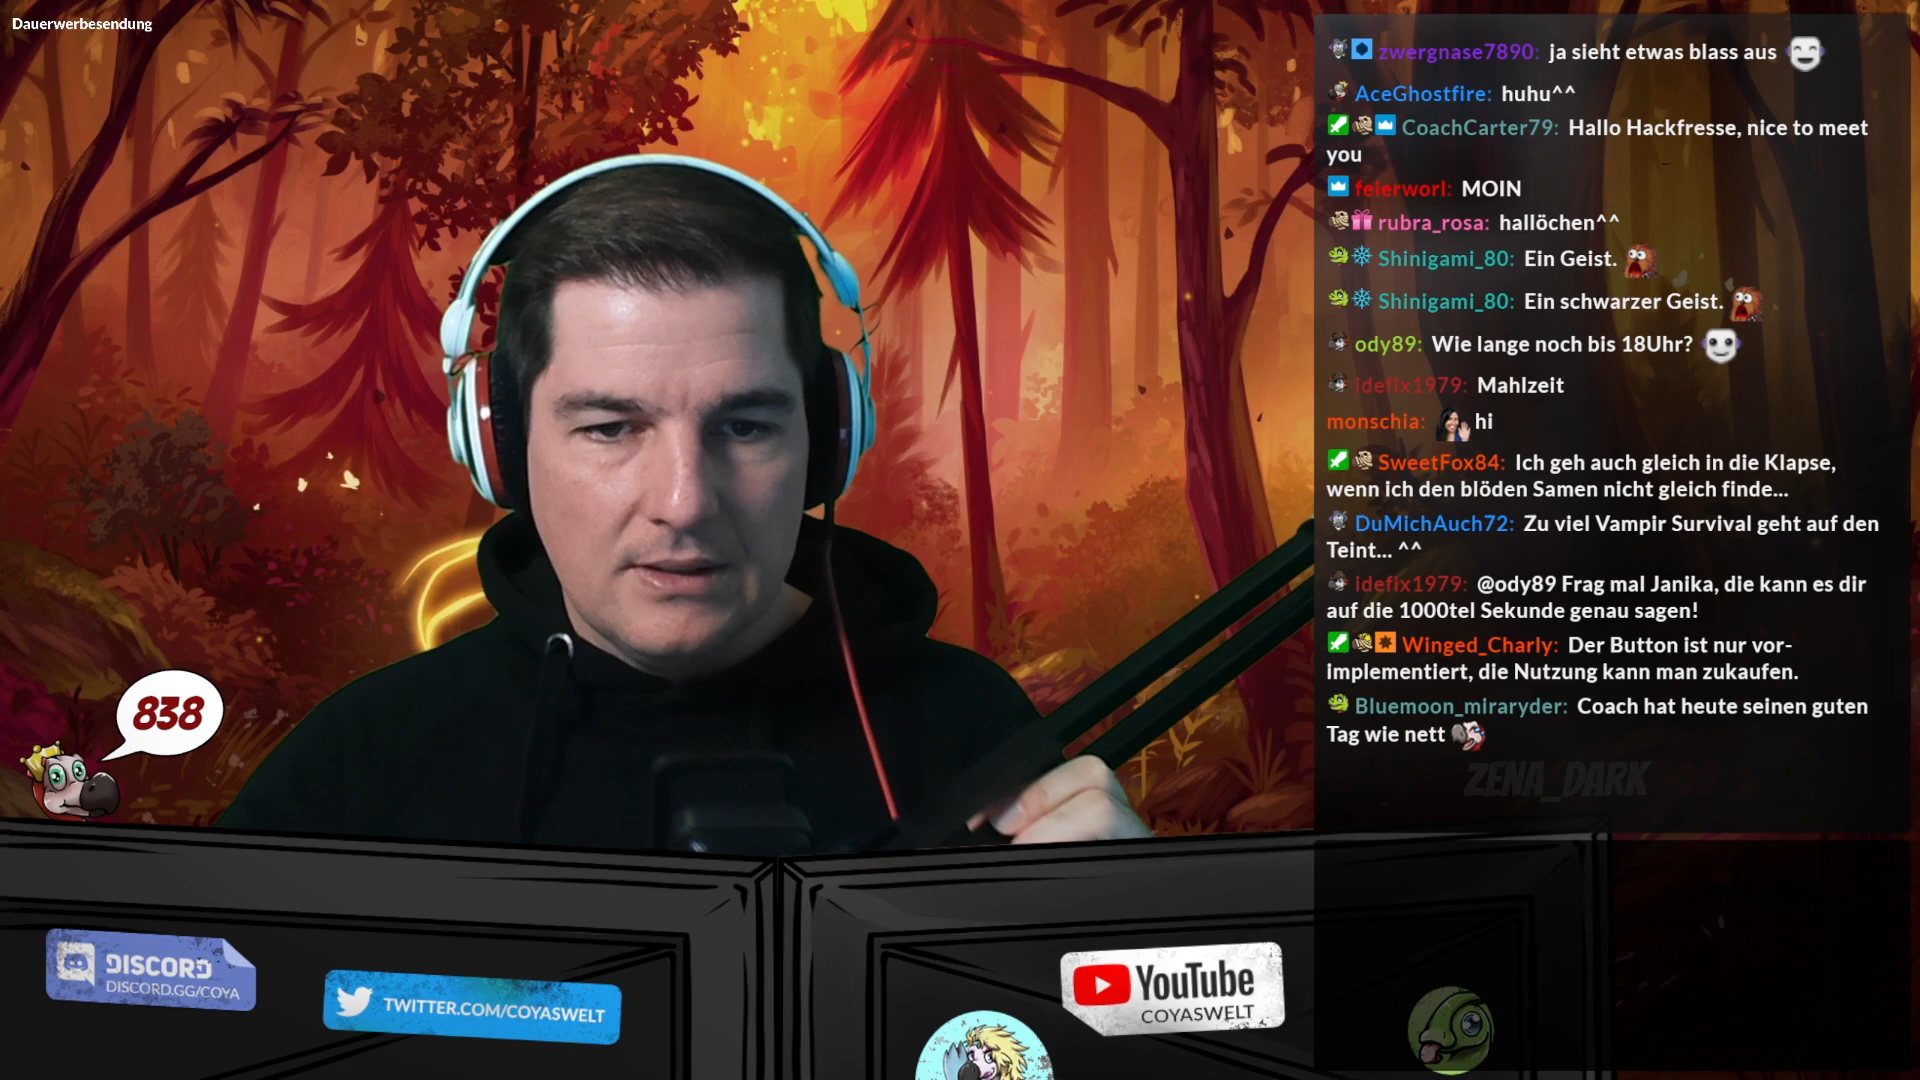 Dauerwerbesendung
zwergnase7890: ja sieht etwas blass aus
AceGhostfire: huhu^^
CoachCarter79: Hallo Hackfresse, nice to meet
you
felerworl: MOIN
rubra_rosa: hallöchen^^
Shinigami_80: Ein Geist.
Shinigami_80: Ein schwarzer Geist.
ody89: Wie lange noch bis 18Uhr?
idefix1979: Mahlzeit
monschia: hi
SweetFox84: Ich geh auch gleich in die Klapse,
wenn ich den blöden Samen nicht gleich finde...
DuMichAuch72: Zu viel Vampir Survival geht auf den
Teint... ^^
idefix1979: @ody89 Frag mal Janika, die kann es dir
auf die 1000tel Sekunde genau sagen!
Winged_Charly: Der Button ist nur vor-
implementiert, die Nutzung kann man zukaufen.
Bluemoon_miraryder: Coach hat heute seinen guten
Tag wie nett
ZENA_DARK
838
DISCORD
DISCORD.GG/COYA
TWITTER.COM/COYASWELT
YouTube
COYASWELT